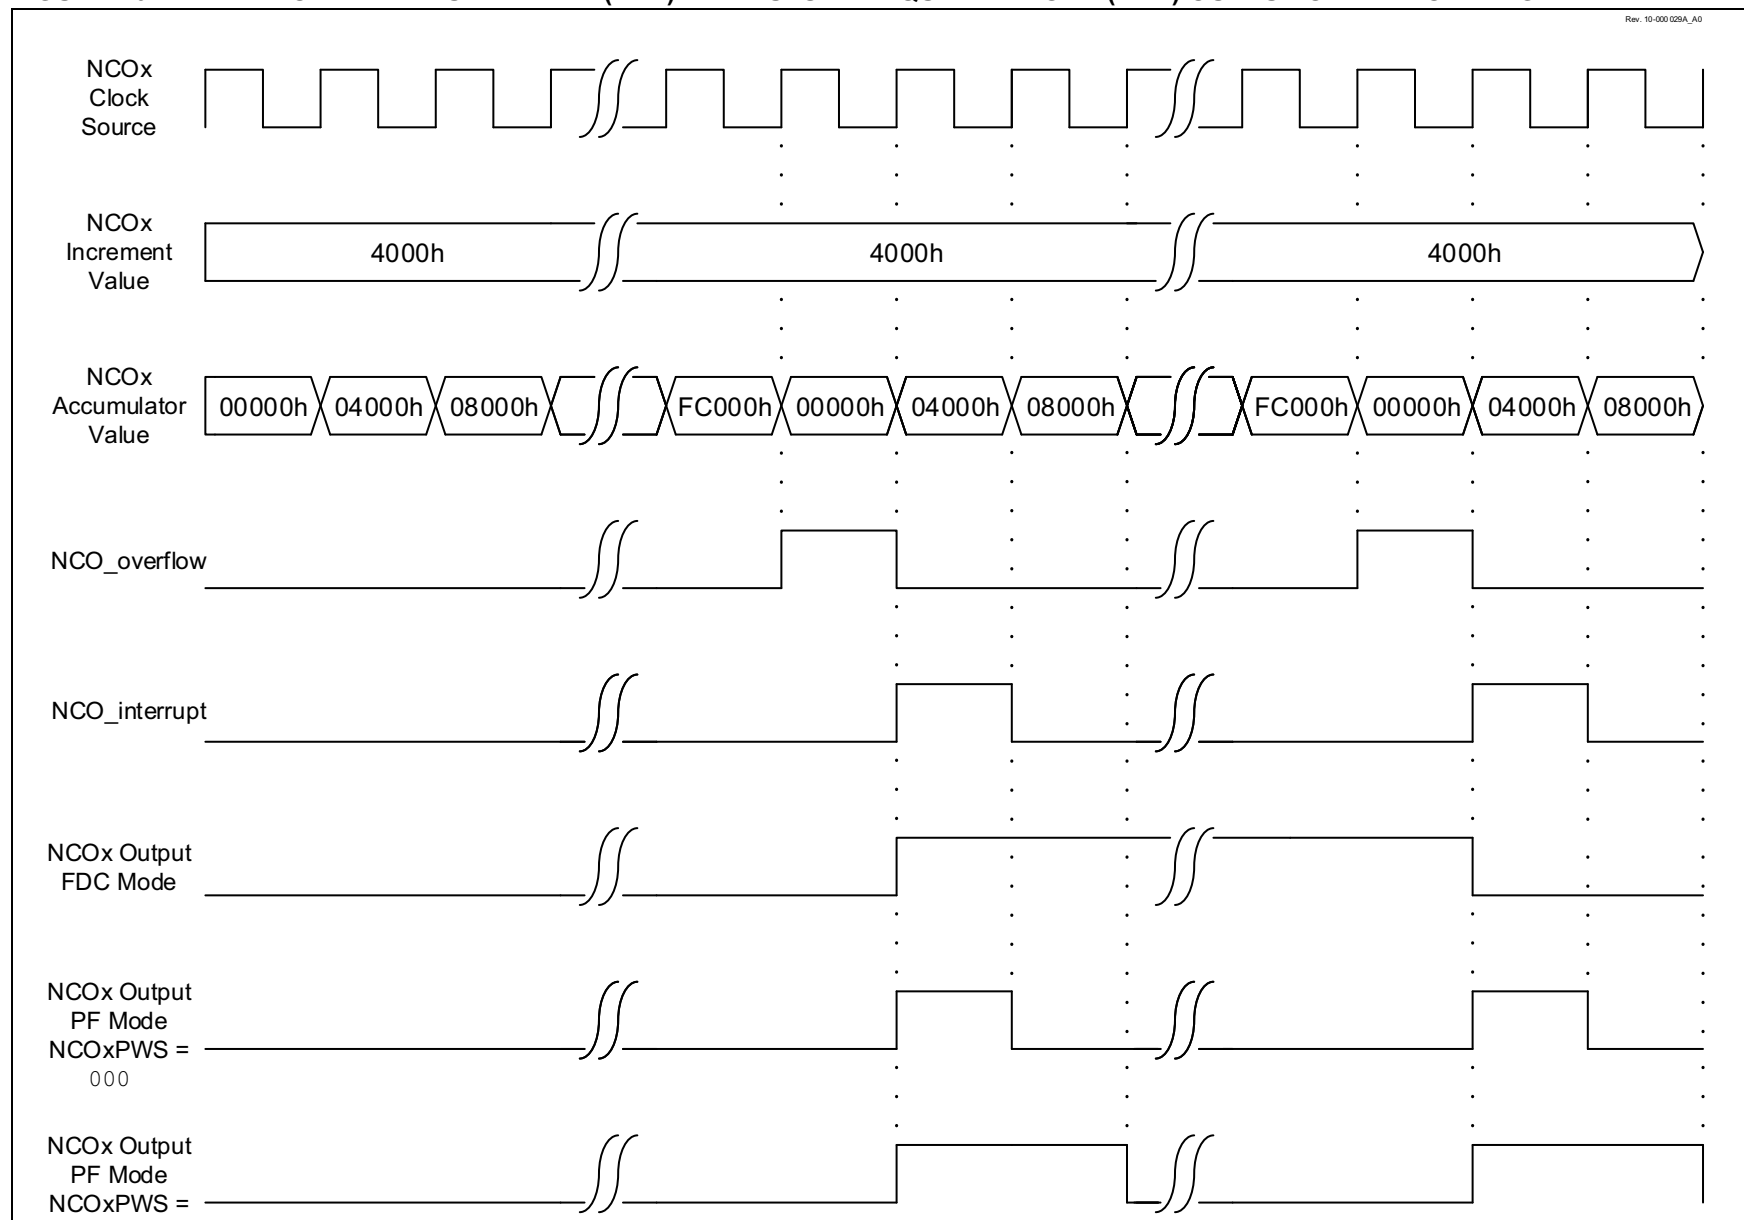 Rev. 10-000029A_A0
NCOx
Clock
Source
NCOx
Increment
Value
4000h 4000h 4000h
NCOx
Accumulator
Value
00000h 04000h 08000h FC000h 00000h 04000h 08000h FC000h 00000h 04000h 08000h
NCO_overflow
NCO_interrupt
NCOx Output
FDC Mode
NCOx Output
PF Mode
NCOxPWS =
000
NCOx Output
PF Mode
NCOxPWS =